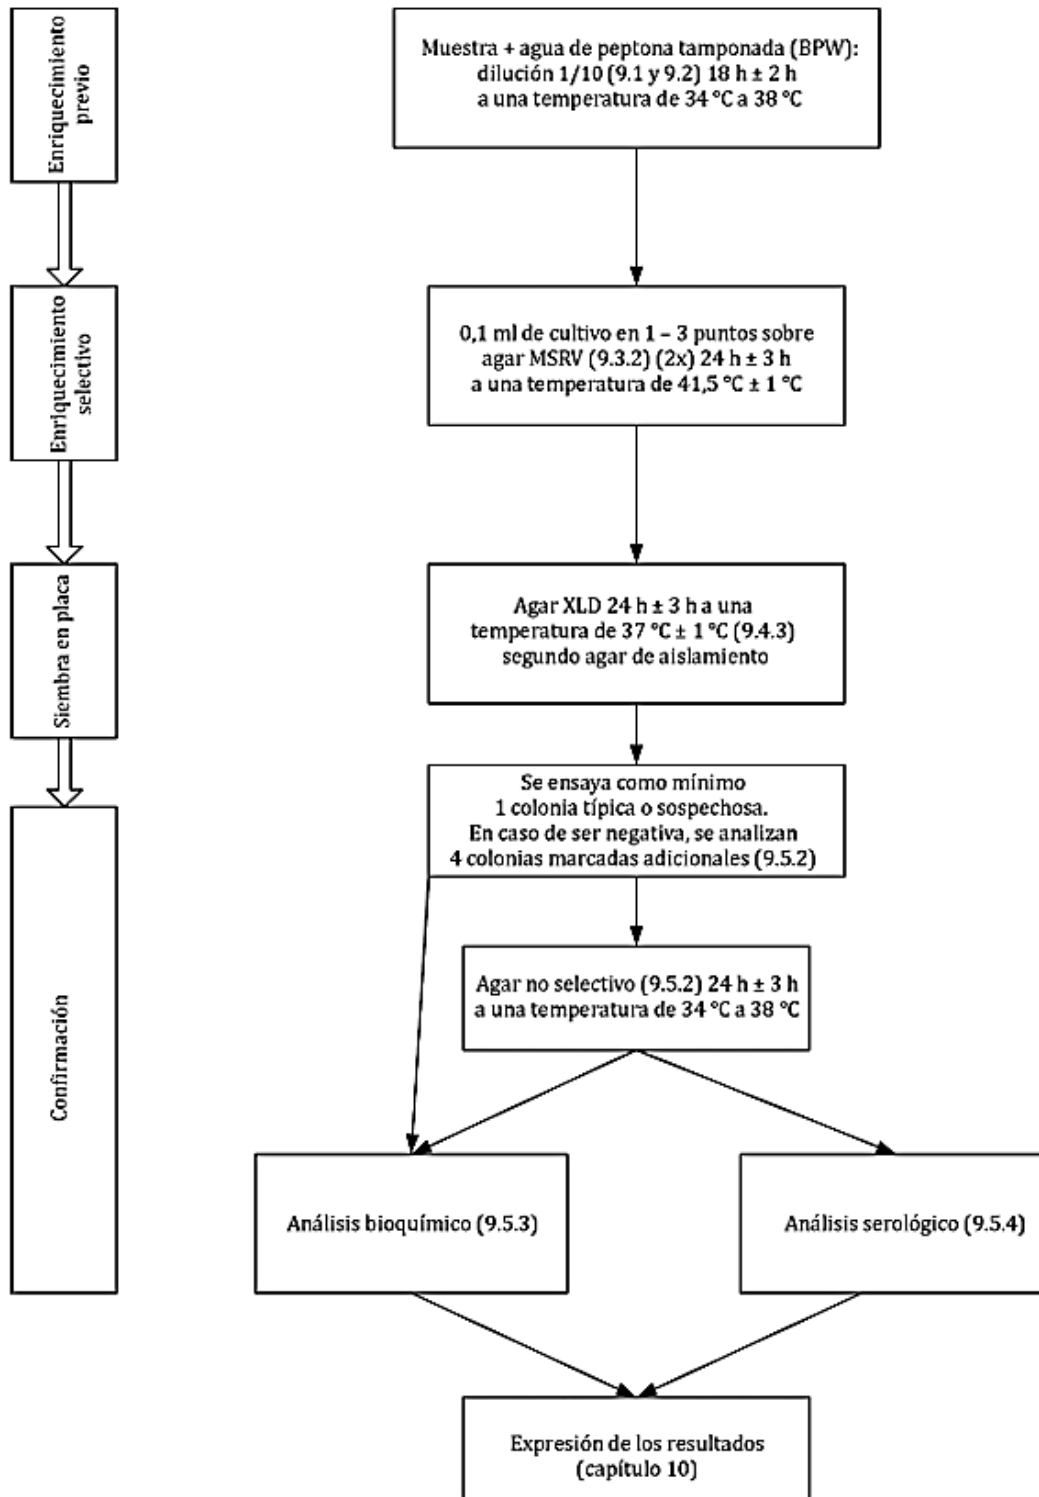 Enriquecimiento
previo
Muestra + agua de peptona tamponada (BPW):
dilución 1/10 (9.1 y 9.2) 18 h ± 2 h
a una temperatura de 34 °C a 38 °C
Enriquecimiento
selectivo
0,1 ml de cultivo en 1 – 3 puntos sobre
agar MSRV (9.3.2) (2x) 24 h ± 3 h
a una temperatura de 41,5 °C ± 1 °C
Siembra en placa
Agar XLD 24 h ± 3 h a una
temperatura de 37 °C ± 1 °C (9.4.3)
segundo agar de aislamiento
Confirmación
Se ensaya como mínimo
1 colonia típica o sospechosa.
En caso de ser negativa, se analizan
4 colonias marcadas adicionales (9.5.2)
Agar no selectivo (9.5.2) 24 h ± 3 h
a una temperatura de 34 °C a 38 °C
Análisis bioquímico (9.5.3)
Análisis serológico (9.5.4)
Expresión de los resultados
(capítulo 10)